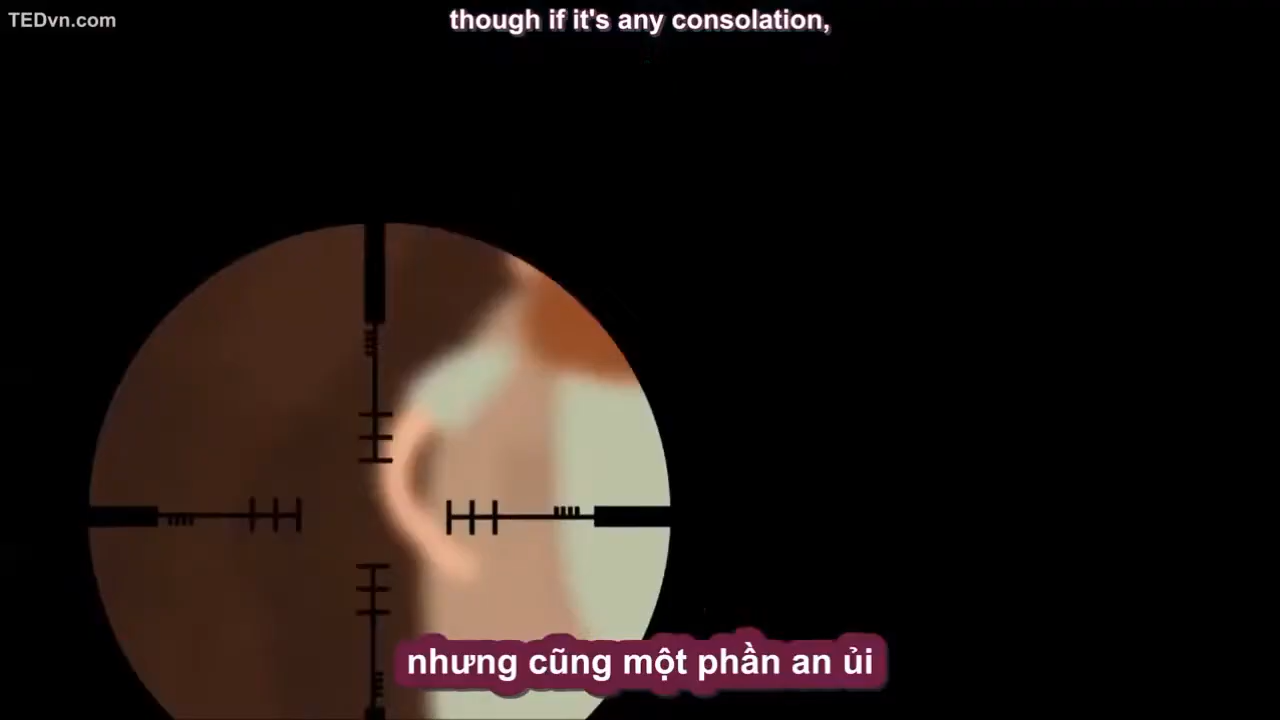 TEDvn.com
though if it's any consolation,
nhưng cũng một phần an ủi